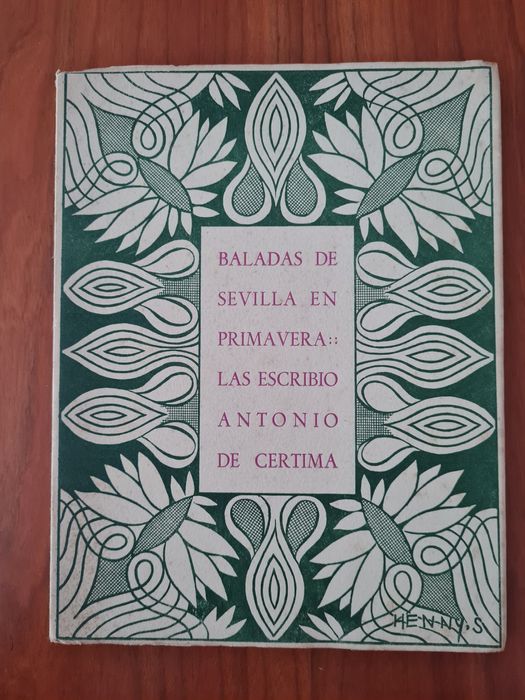 BALADAS DE
SEVILLA EN
PRIMAVERA::
LAS ESCRIBIO
ANTONIO
DE CERTIMA
HENNY.S